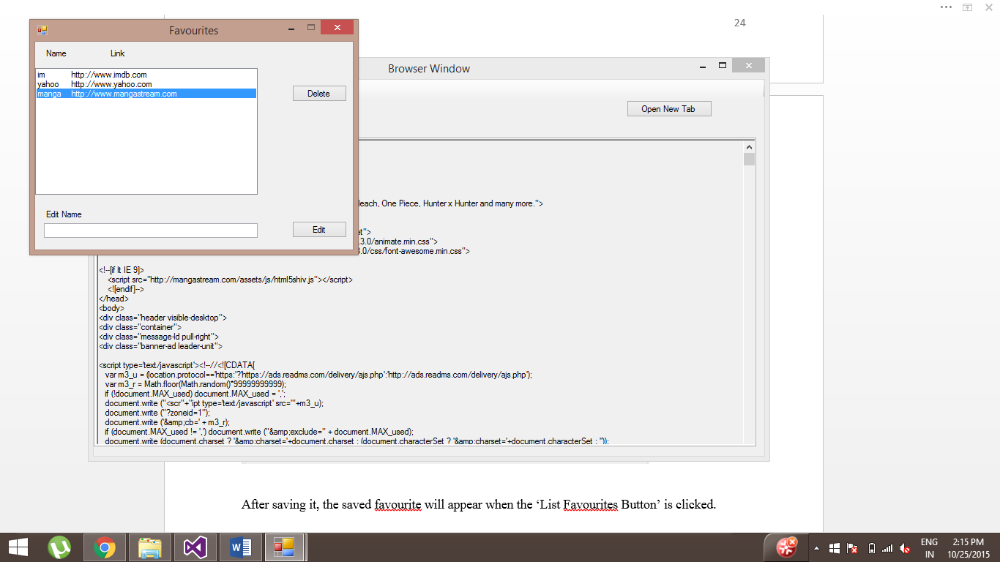 24
Favourites
Name Link
im http://www.imdb.com
yahoo http://www.yahoo.com
manga http://www.mangastream.com
Delete
Edit Name
Edit
Browser Window
Open New Tab
leach, One Piece, Hunter x Hunter and many more.">
et">
.3.0/animate.min.css">
3.0/css/font-awesome.min.css">
<!--[if lt IE 9]>
<script src="http://mangastream.com/assets/js/html5shiv.js"></script>
<![endif]-->
</head>
<body>
<div class="header visible-desktop">
<div class="container">
<div class="message-ld pull-right">
<div class="banner-ad leader-unit">
<script type='text/javascript'><!--//<![CDATA[
var m3_u = (location.protocol=='https:'?'https://ads.readms.com/delivery/ajs.php':'http://ads.readms.com/delivery/ajs.php');
var m3_r = Math.floor(Math.random()*99999999999);
if (!document.MAX_used) document.MAX_used = ',';
document.write ("<scr"+"ipt type='text/javascript' src='"+m3_u);
document.write ("?zoneid=1");
document.write ('&amp;cb=' + m3_r);
if (document.MAX_used != ',') document.write ("&amp;exclude=" + document.MAX_used);
document.write (document.charset ? '&amp;charset='+document.charset : (document.characterSet ? '&amp;charset='+document.characterSet : ''));
After saving it, the saved favourite will appear when the ‘List Favourites Button’ is clicked.
ENG
IN
2:15 PM
10/25/2015